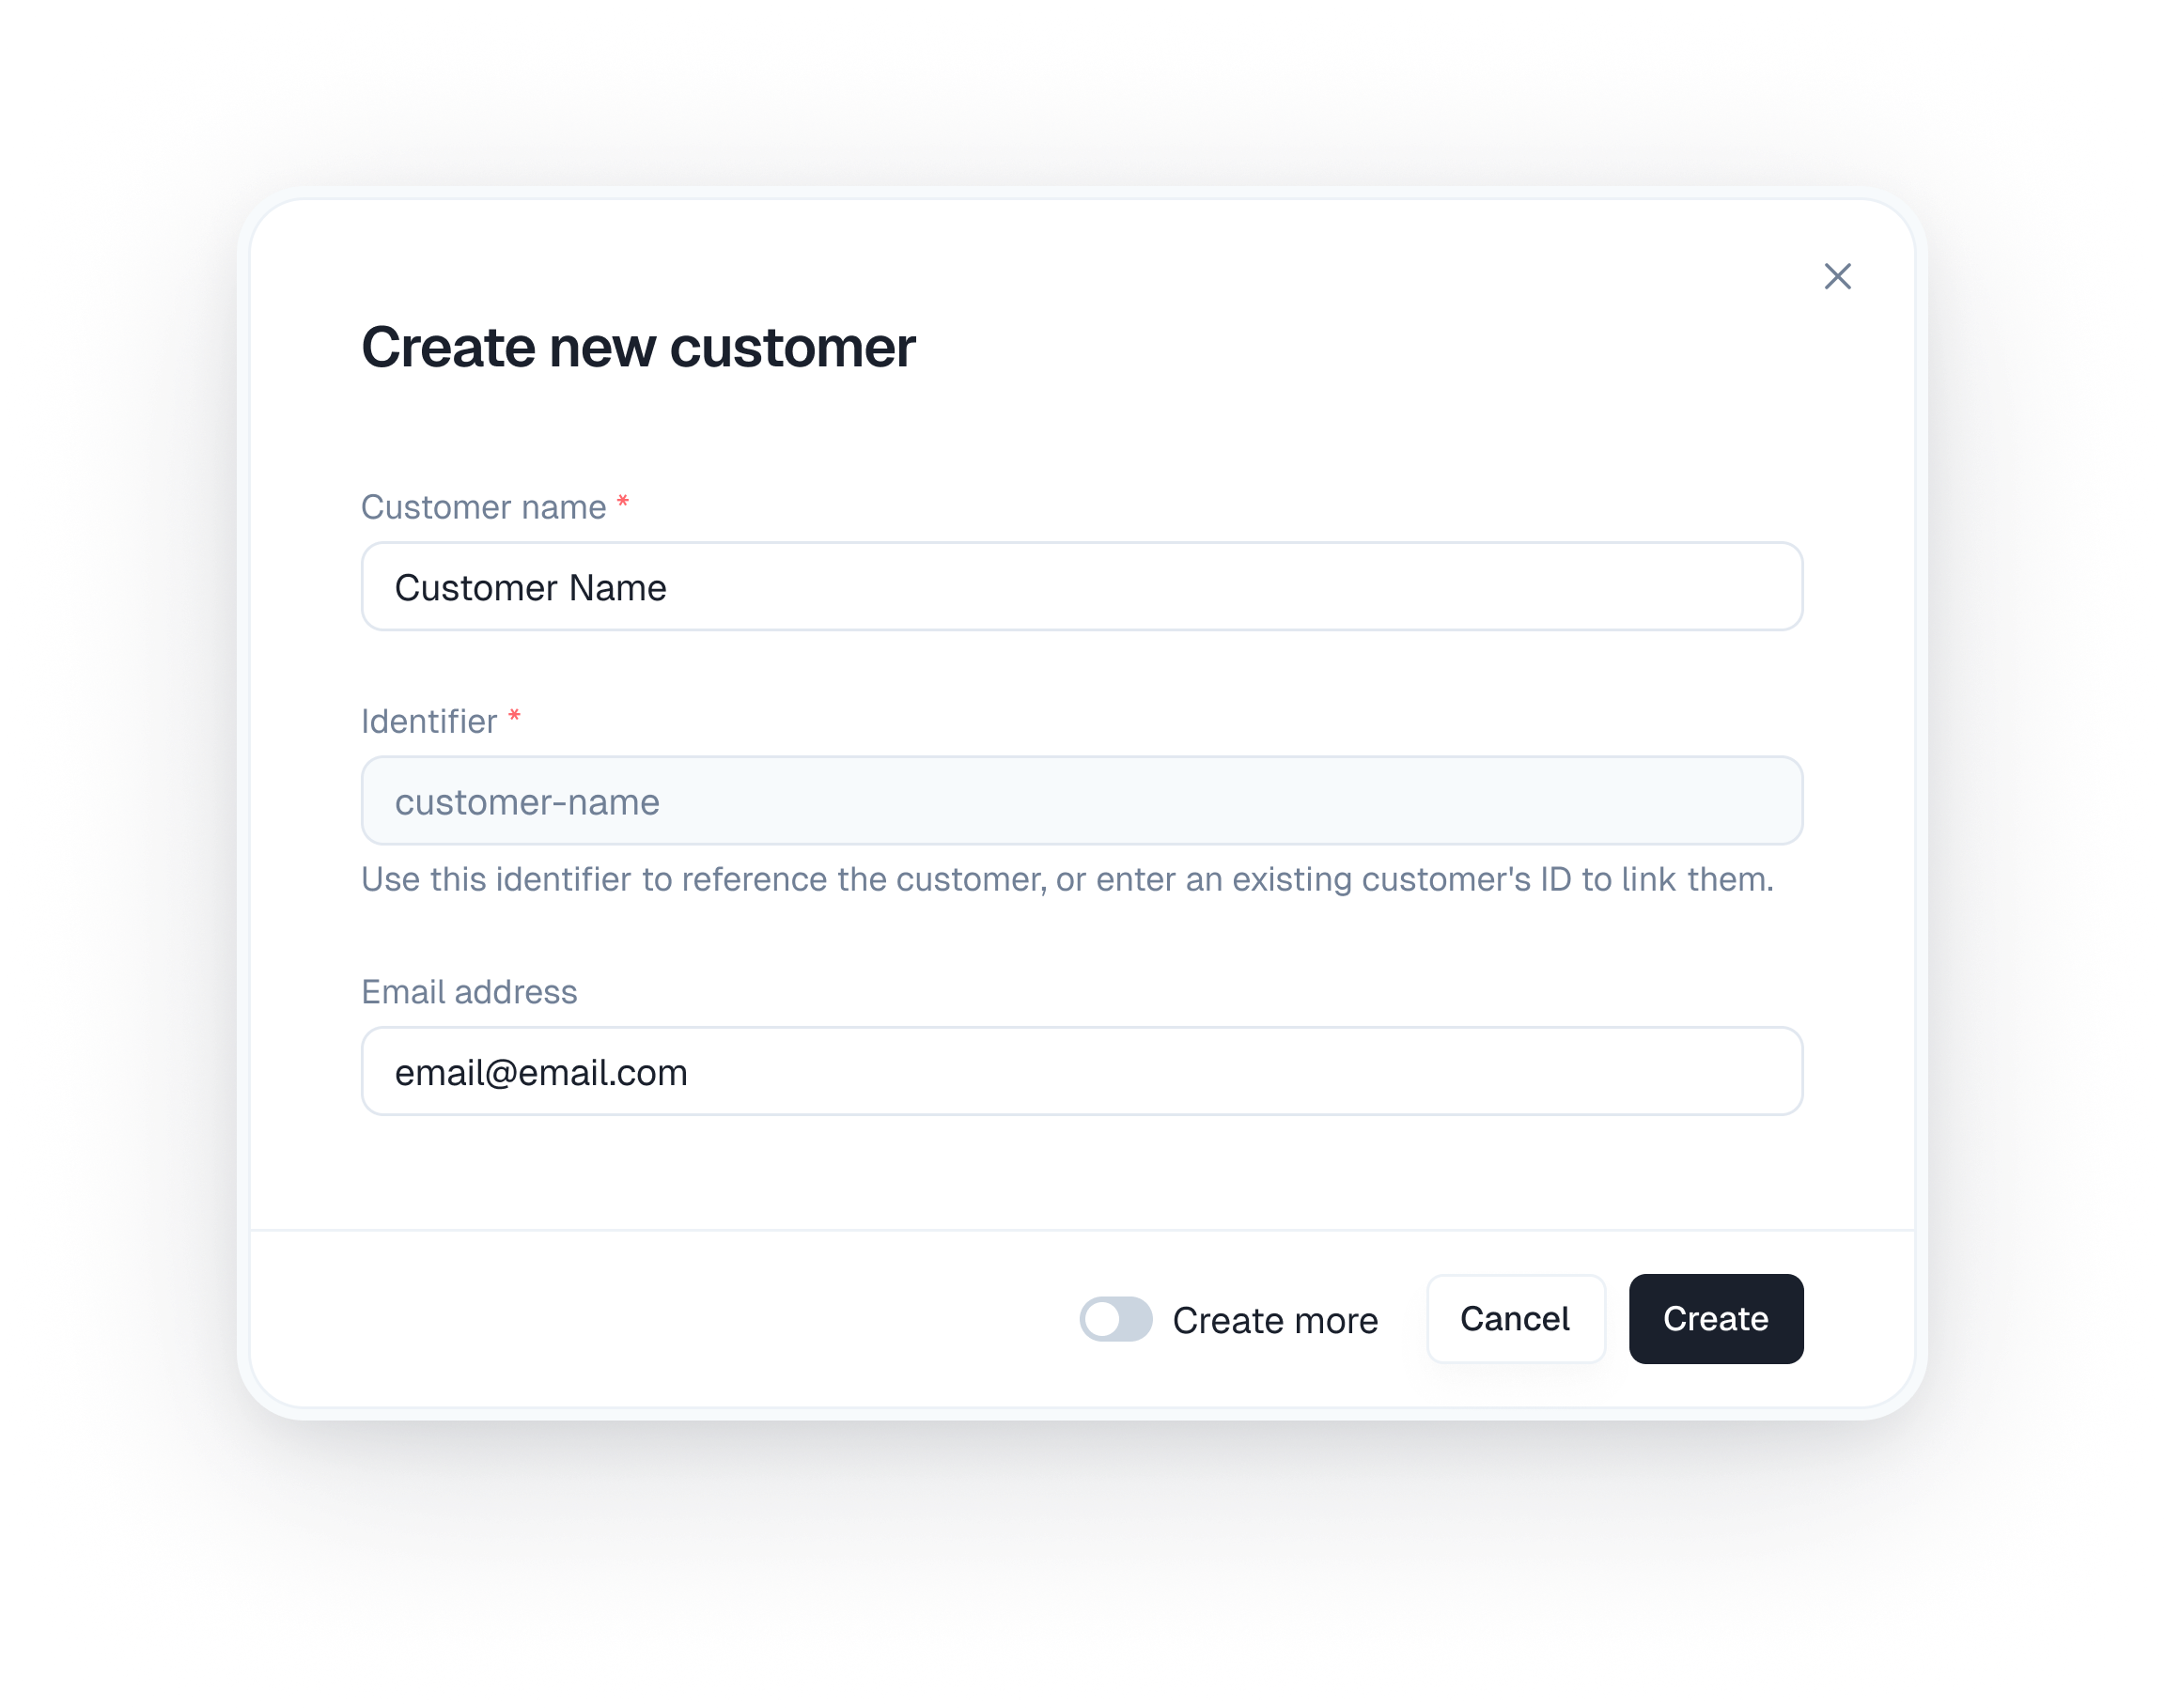 Create new customer
Customer name *
Customer Name
Identifier *
customer-name
Use this identifier to reference the customer, or enter an existing customer's ID to link them.
Email address
email@email.com
Create more
Cancel
Create